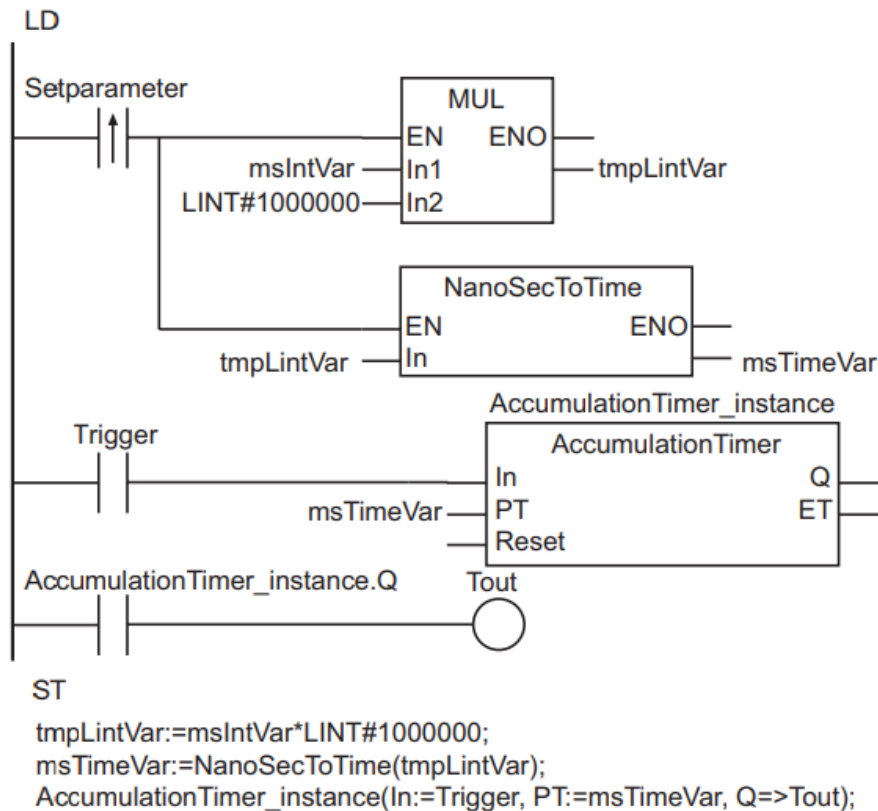 LD
Setparameter
MUL
EN ENO
msIntVar In1 tmpLintVar
LINT#1000000 In2
NanoSecToTime
EN ENO
tmpLintVar In msTimeVar
AccumulationTimer_instance
Trigger AccumulationTimer
In Q
msTimeVar PT ET
Reset
AccumulationTimer_instance.Q Tout
ST
tmpLintVar:=msIntVar*LINT#1000000;
msTimeVar:=NanoSecToTime(tmpLintVar);
AccumulationTimer_instance(In:=Trigger, PT:=msTimeVar, Q=>Tout);